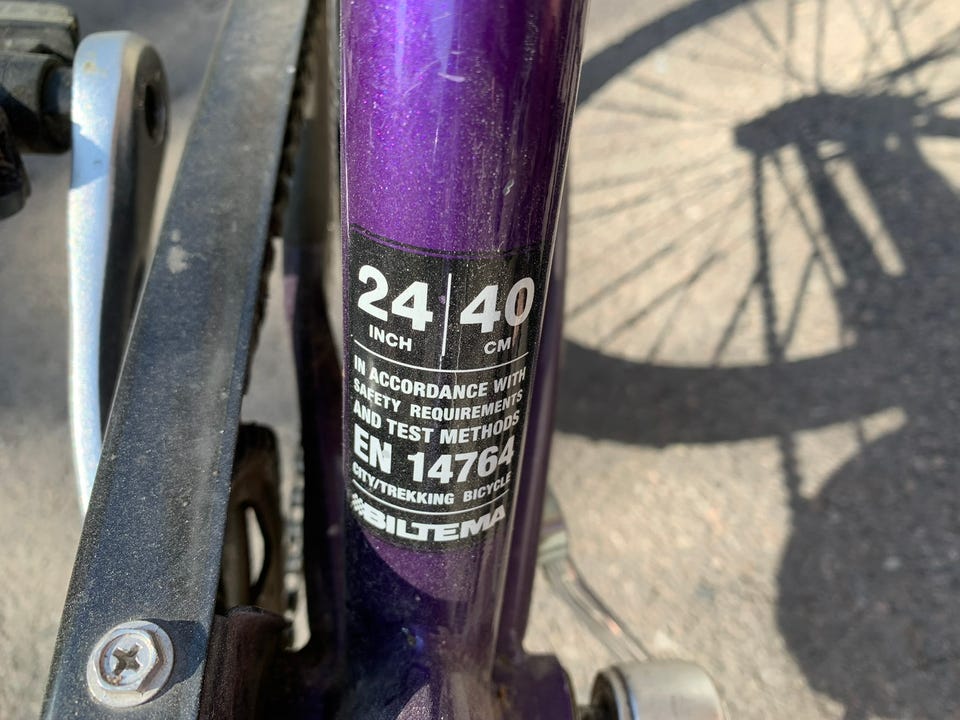 24 40
INCH CM
IN ACCORDANCE WITH
SAFETY REQUIREMENTS
AND TEST METHODS
EN 14764
CITY/TREKKING BICYCLE
BILTEMA